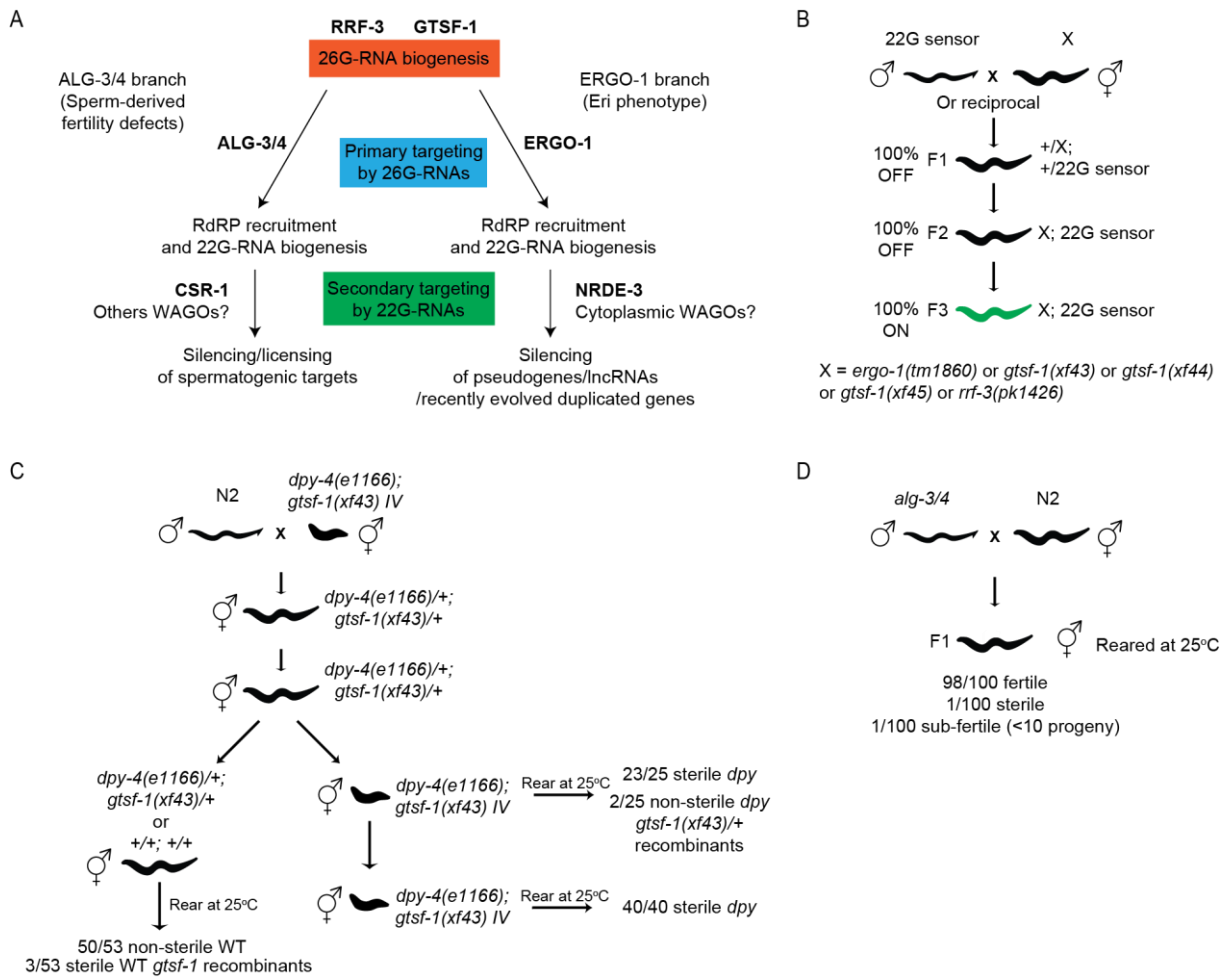 A
RRF-3 GTSF-1
26G-RNA biogenesis
ALG-3/4 branch
(Sperm-derived
fertility defects)
ERGO-1 branch
(Eri phenotype)
ALG-3/4
ERGO-1
Primary targeting
by 26G-RNAs
RdRP recruitment
and 22G-RNA biogenesis
RdRP recruitment
and 22G-RNA biogenesis
CSR-1
Others WAGOs?
Secondary targeting
by 22G-RNAs
NRDE-3
Cytoplasmic WAGOs?
Silencing/licensing
of spermatogenic targets
Silencing
of pseudogenes/lncRNAs
/recently evolved duplicated genes
B
22G sensor X
♂ x ⚥
Or reciprocal
100%
OFF
F1
+/X;
+/22G sensor
100%
OFF
F2
X; 22G sensor
100%
ON
F3
X; 22G sensor
X = ergo-1(tm1860) or gtsf-1(xf43) or gtsf-1(xf44)
or gtsf-1(xf45) or rrf-3(pk1426)
C
N2
dpy-4(e1166);
gtsf-1(xf43) IV
♂ x ⚥
⚥
dpy-4(e1166)/+;
gtsf-1(xf43)/+
⚥
dpy-4(e1166)/+;
gtsf-1(xf43)/+
dpy-4(e1166)/+;
gtsf-1(xf43)/+
or
+/+; +/+
⚥
Rear at 25ºC
50/53 non-sterile WT
3/53 sterile WT gtsf-1 recombinants
⚥
dpy-4(e1166);
gtsf-1(xf43) IV
Rear at 25ºC
23/25 sterile dpy
2/25 non-sterile dpy
gtsf-1(xf43)/+
recombinants
⚥
dpy-4(e1166);
gtsf-1(xf43) IV
Rear at 25ºC
40/40 sterile dpy
D
alg-3/4 N2
♂ x ⚥
F1 ⚥ Reared at 25ºC
98/100 fertile
1/100 sterile
1/100 sub-fertile (<10 progeny)